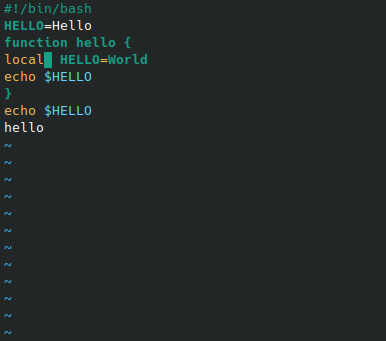 #!/bin/bash
HELLO=Hello
function hello {
local HELLO=World
echo $HELLO
}
echo $HELLO
hello
~
~
~
~
~
~
~
~
~
~
~
~